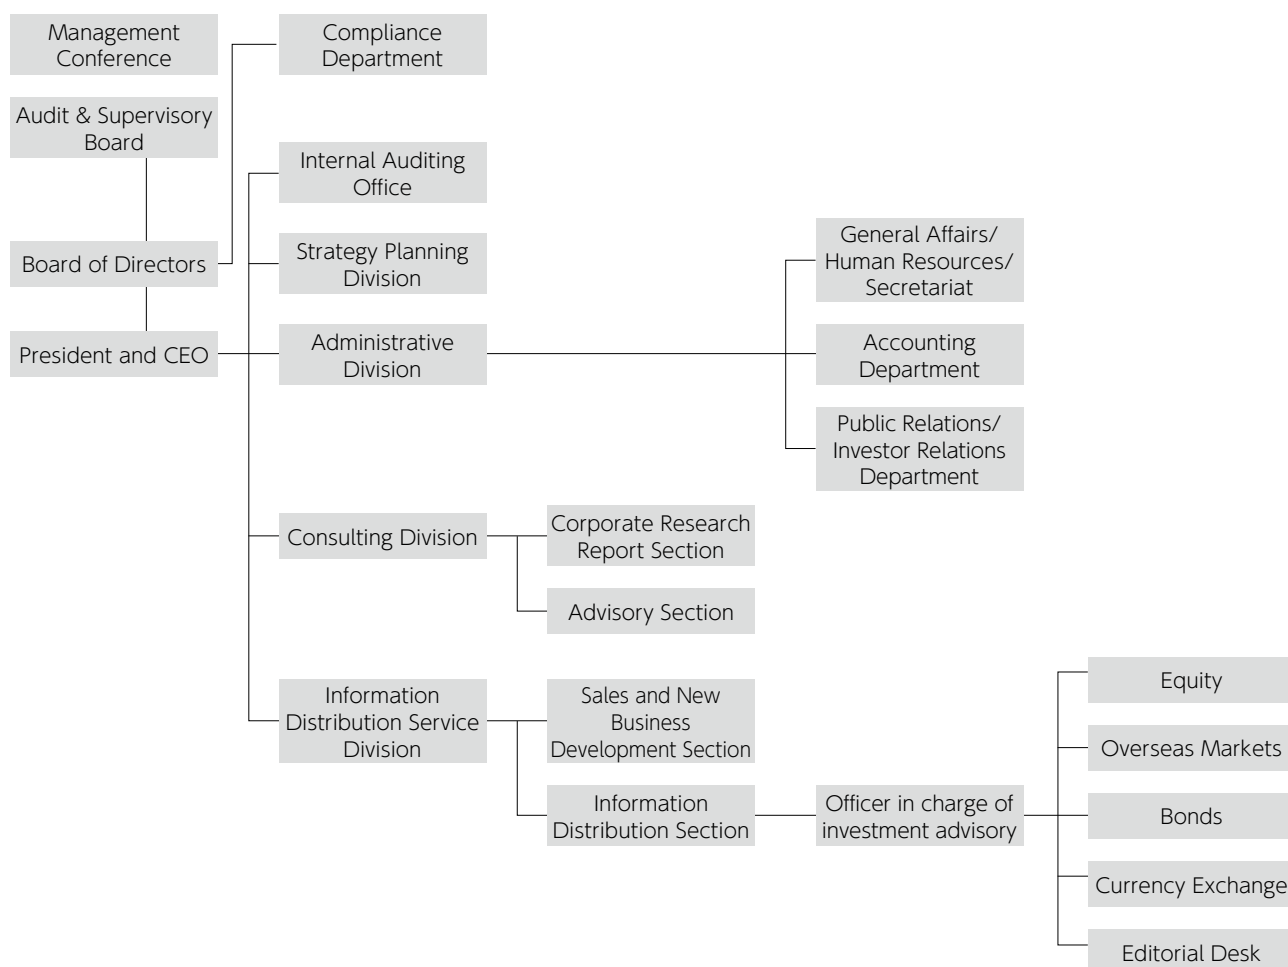 Management
Conference
Compliance
Department
Audit & Supervisory
Board
Internal Auditing
Office
Board of Directors
Strategy Planning
Division
General Affairs/
Human Resources/
Secretariat
President and CEO
Administrative
Division
Accounting
Department
Public Relations/
Investor Relations
Department
Consulting Division
Corporate Research
Report Section
Advisory Section
Information
Distribution Service
Division
Sales and New
Business
Development Section
Information
Distribution Section
Officer in charge of
investment advisory
Equity
Overseas Markets
Bonds
Currency Exchange
Editorial Desk